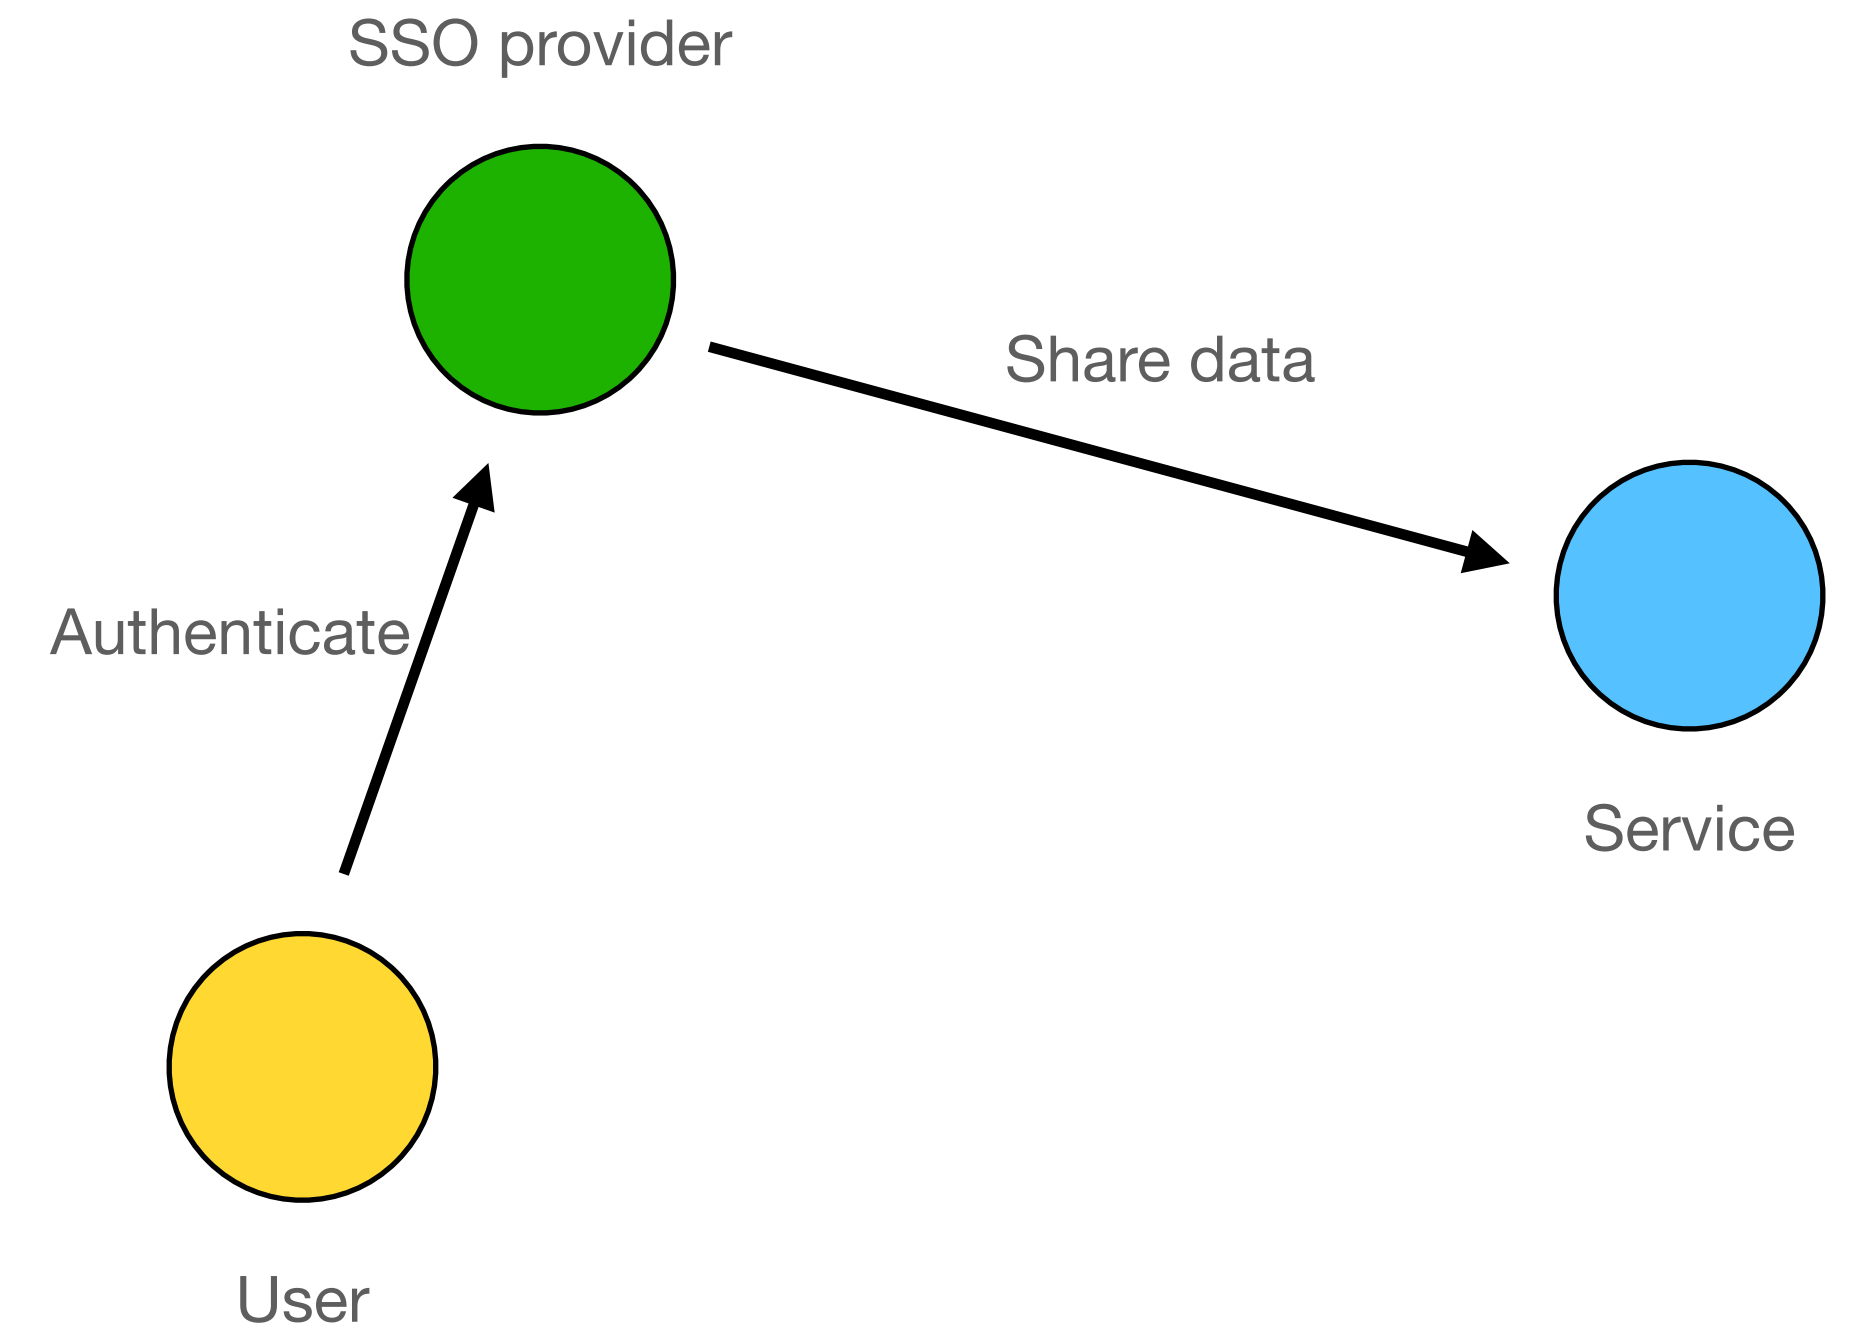 SSO provider
Share data
Authenticate
Service
User